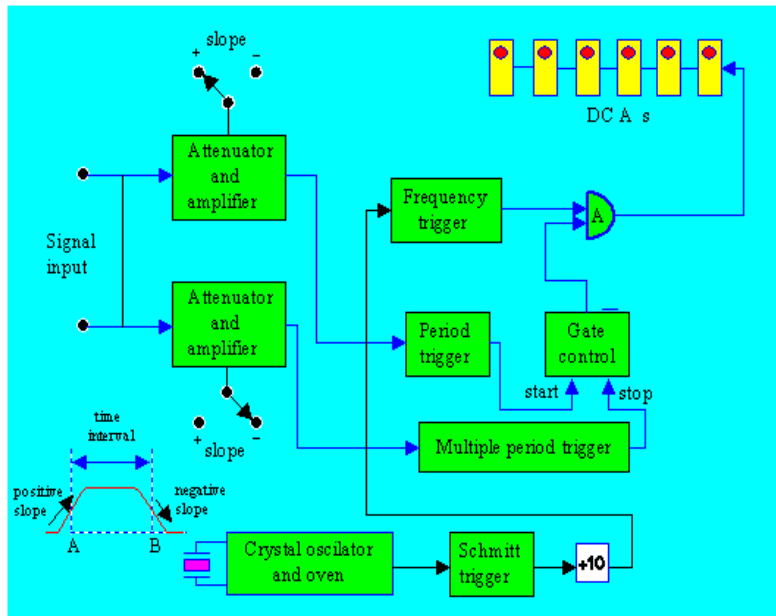 slope
+ -
DC A s
Attenuator
and
amplifier
Frequency
trigger
A
Signal
input
Attenuator
and
amplifier
Period
trigger
Gate
control
start
stop
+ -
slope
Multiple period trigger
time
interval
positive
slope
negative
slope
A
B
Crystal oscilator
and oven
Schmitt
trigger
+10